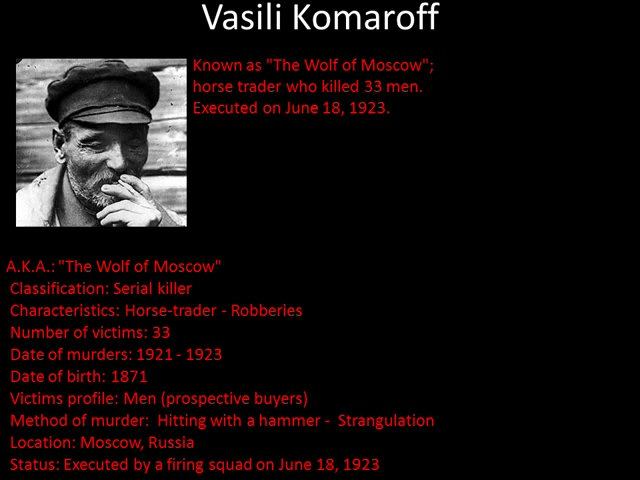 Vasili Komaroff
Known as "The Wolf of Moscow";
horse trader who killed 33 men.
Executed on June 18, 1923.
A.K.A.: "The Wolf of Moscow"
Classification: Serial killer
Characteristics: Horse-trader - Robberies
Number of victims: 33
Date of murders: 1921 - 1923
Date of birth: 1871
Victims profile: Men (prospective buyers)
Method of murder:  Hitting with a hammer -  Strangulation
Location: Moscow, Russia
Status: Executed by a firing squad on June 18, 1923